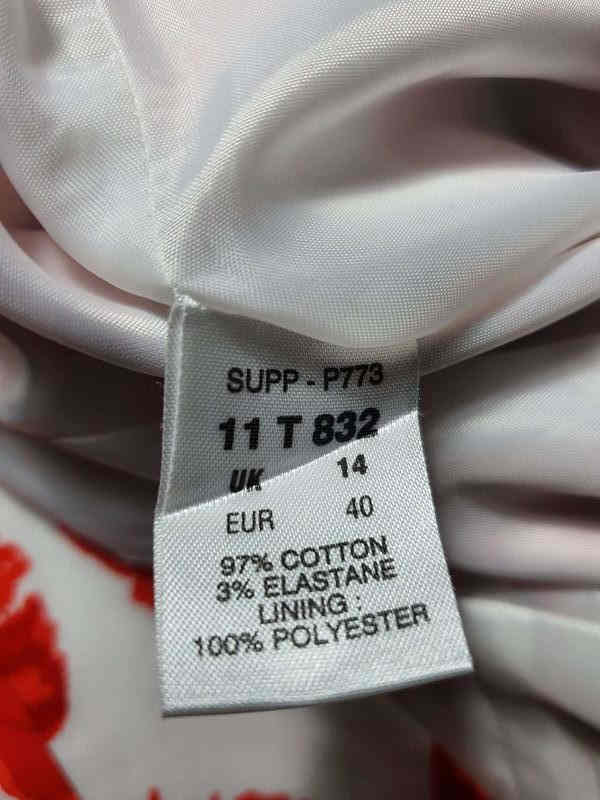 SUPP - P773
11 T 832
UK 14
EUR 40
97% COTTON
3% ELASTANE
LINING :
100% POLYESTER